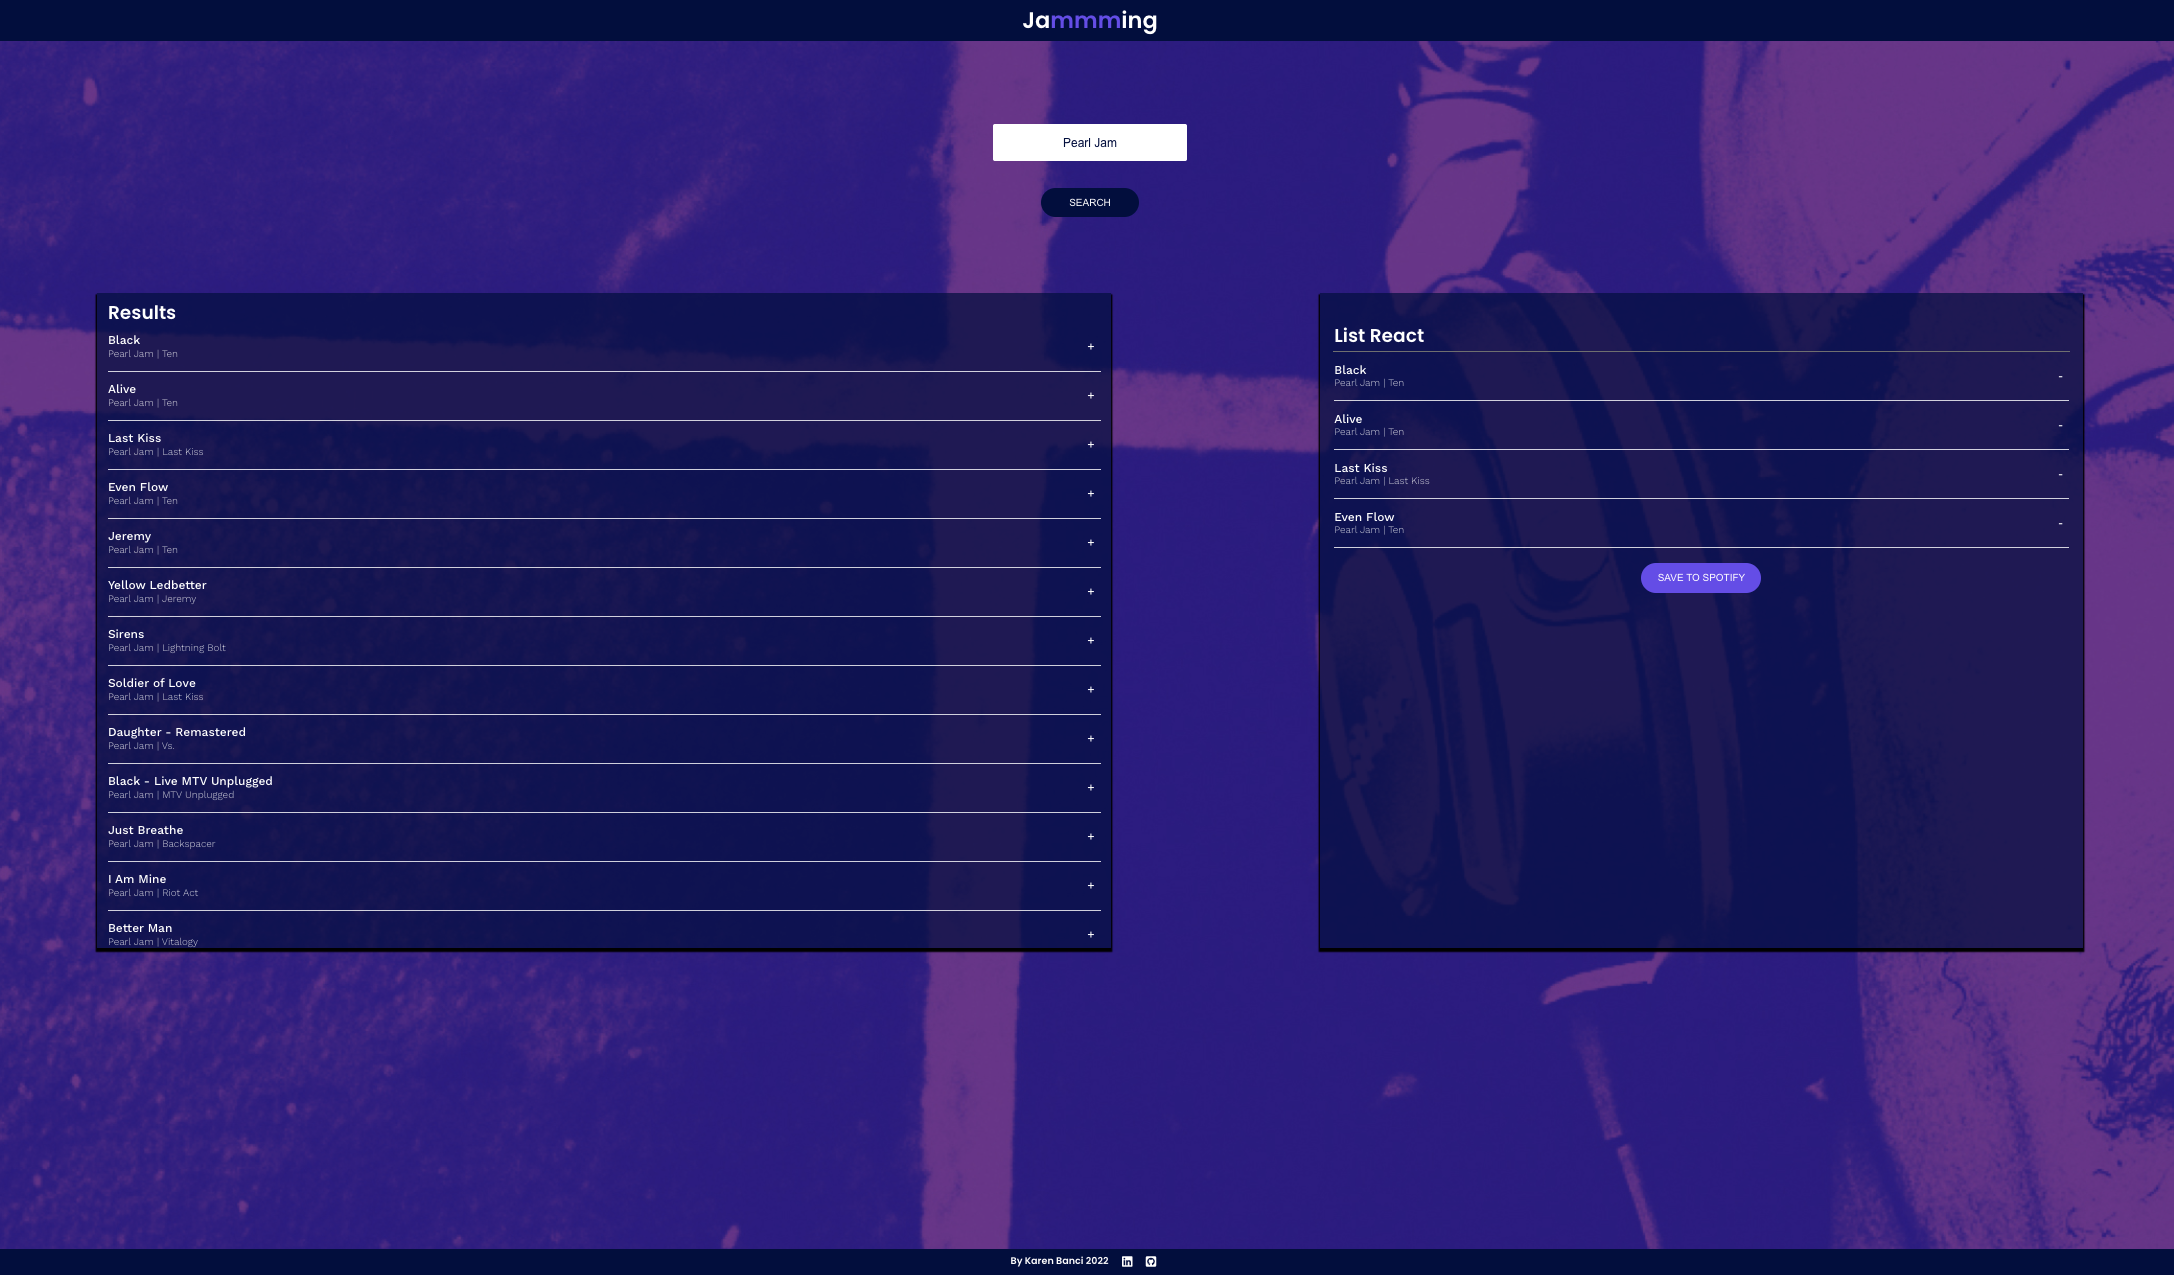 Jammming
Pearl Jam
SEARCH
Results
Black
Pearl Jam | Ten
+
Alive
Pearl Jam | Ten
+
Last Kiss
Pearl Jam | Last Kiss
+
Even Flow
Pearl Jam | Ten
+
Jeremy
Pearl Jam | Ten
+
Yellow Ledbetter
Pearl Jam | Jeremy
+
Sirens
Pearl Jam | Lightning Bolt
+
Soldier of Love
Pearl Jam | Last Kiss
+
Daughter - Remastered
Pearl Jam | Vs.
+
Black - Live MTV Unplugged
Pearl Jam | MTV Unplugged
+
Just Breathe
Pearl Jam | Backspacer
+
I Am Mine
Pearl Jam | Riot Act
+
Better Man
Pearl Jam | Vitalogy
+
List React
Black
Pearl Jam | Ten
-
Alive
Pearl Jam | Ten
-
Last Kiss
Pearl Jam | Last Kiss
-
Even Flow
Pearl Jam | Ten
-
SAVE TO SPOTIFY
By Karen Banci 2022